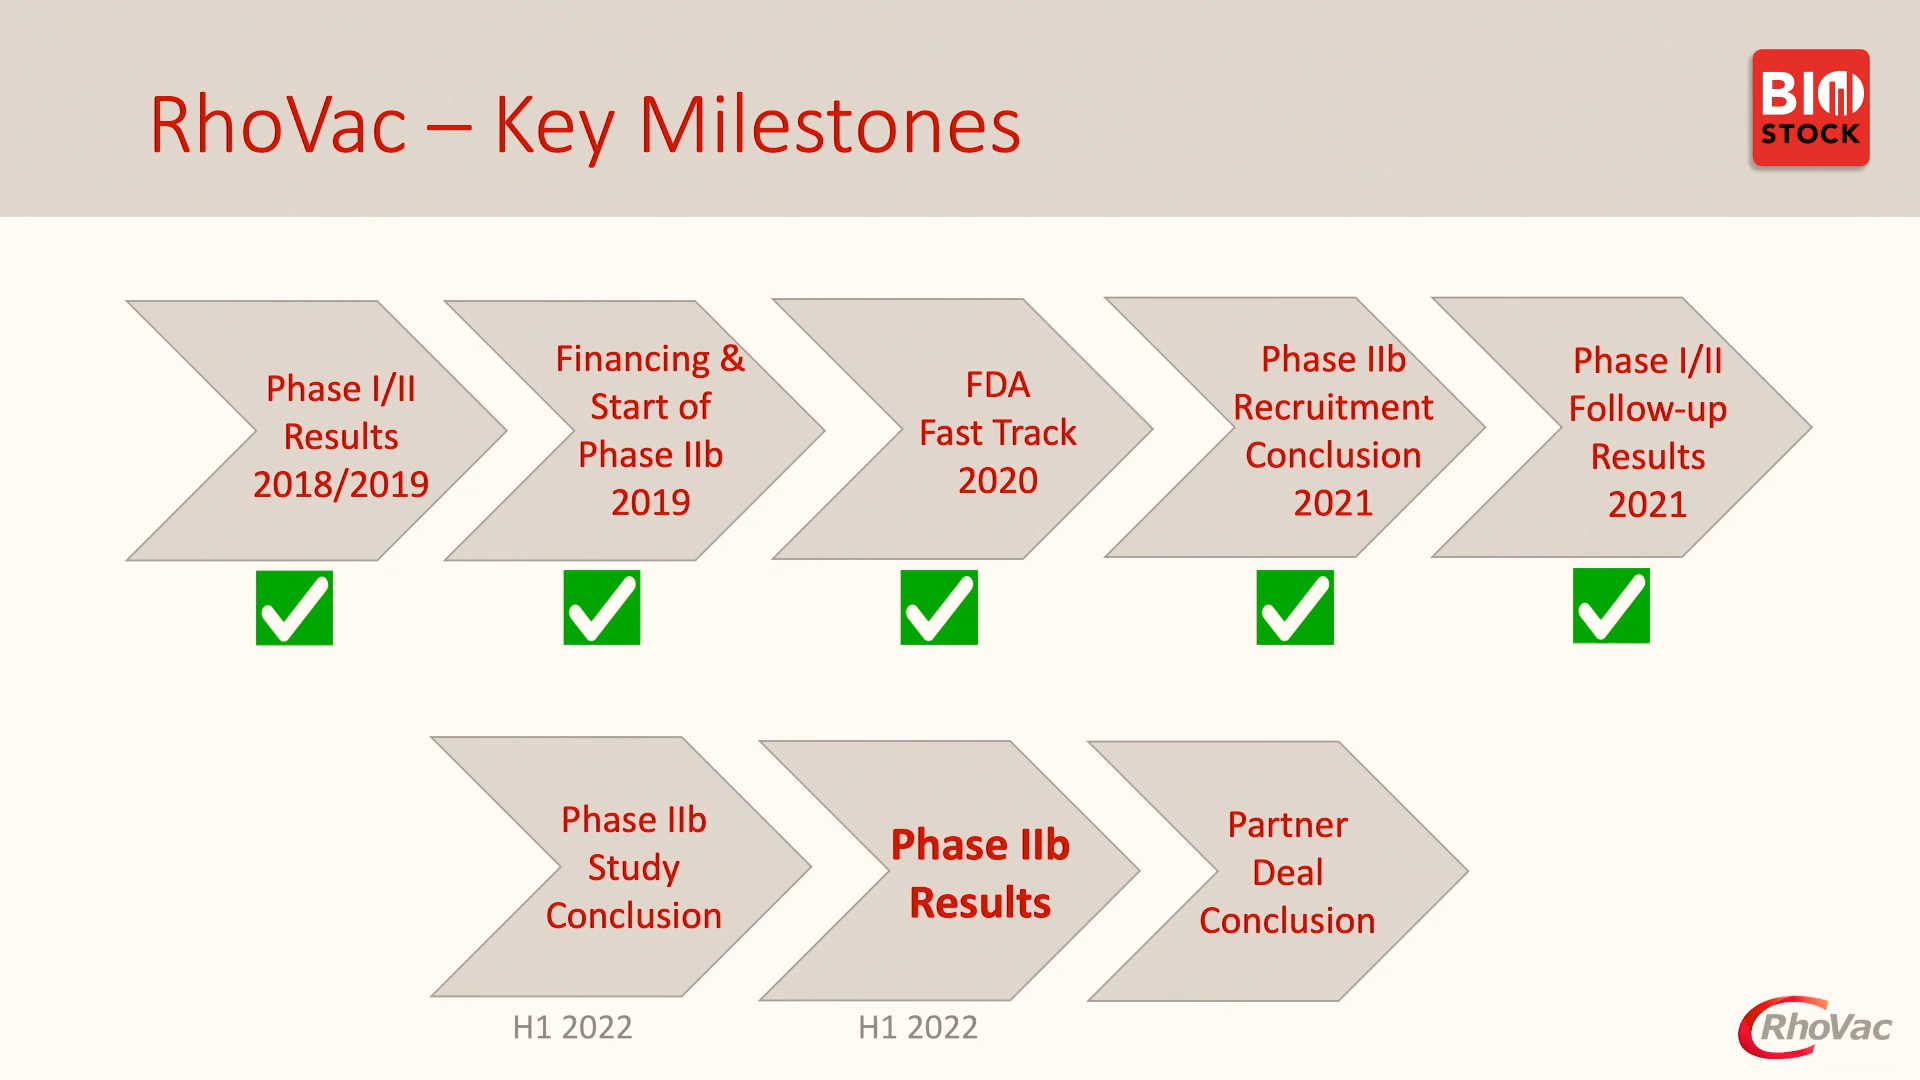 RhoVac – Key Milestones
BIO
STOCK
Phase I/II
Results
2018/2019
Financing &
Start of
Phase IIb
2019
FDA
Fast Track
2020
Phase IIb
Recruitment
Conclusion
2021
Phase I/II
Follow-up
Results
2021
Phase IIb
Study
Conclusion
H1 2022
Phase IIb
Results
H1 2022
Partner
Deal
Conclusion
RhoVac